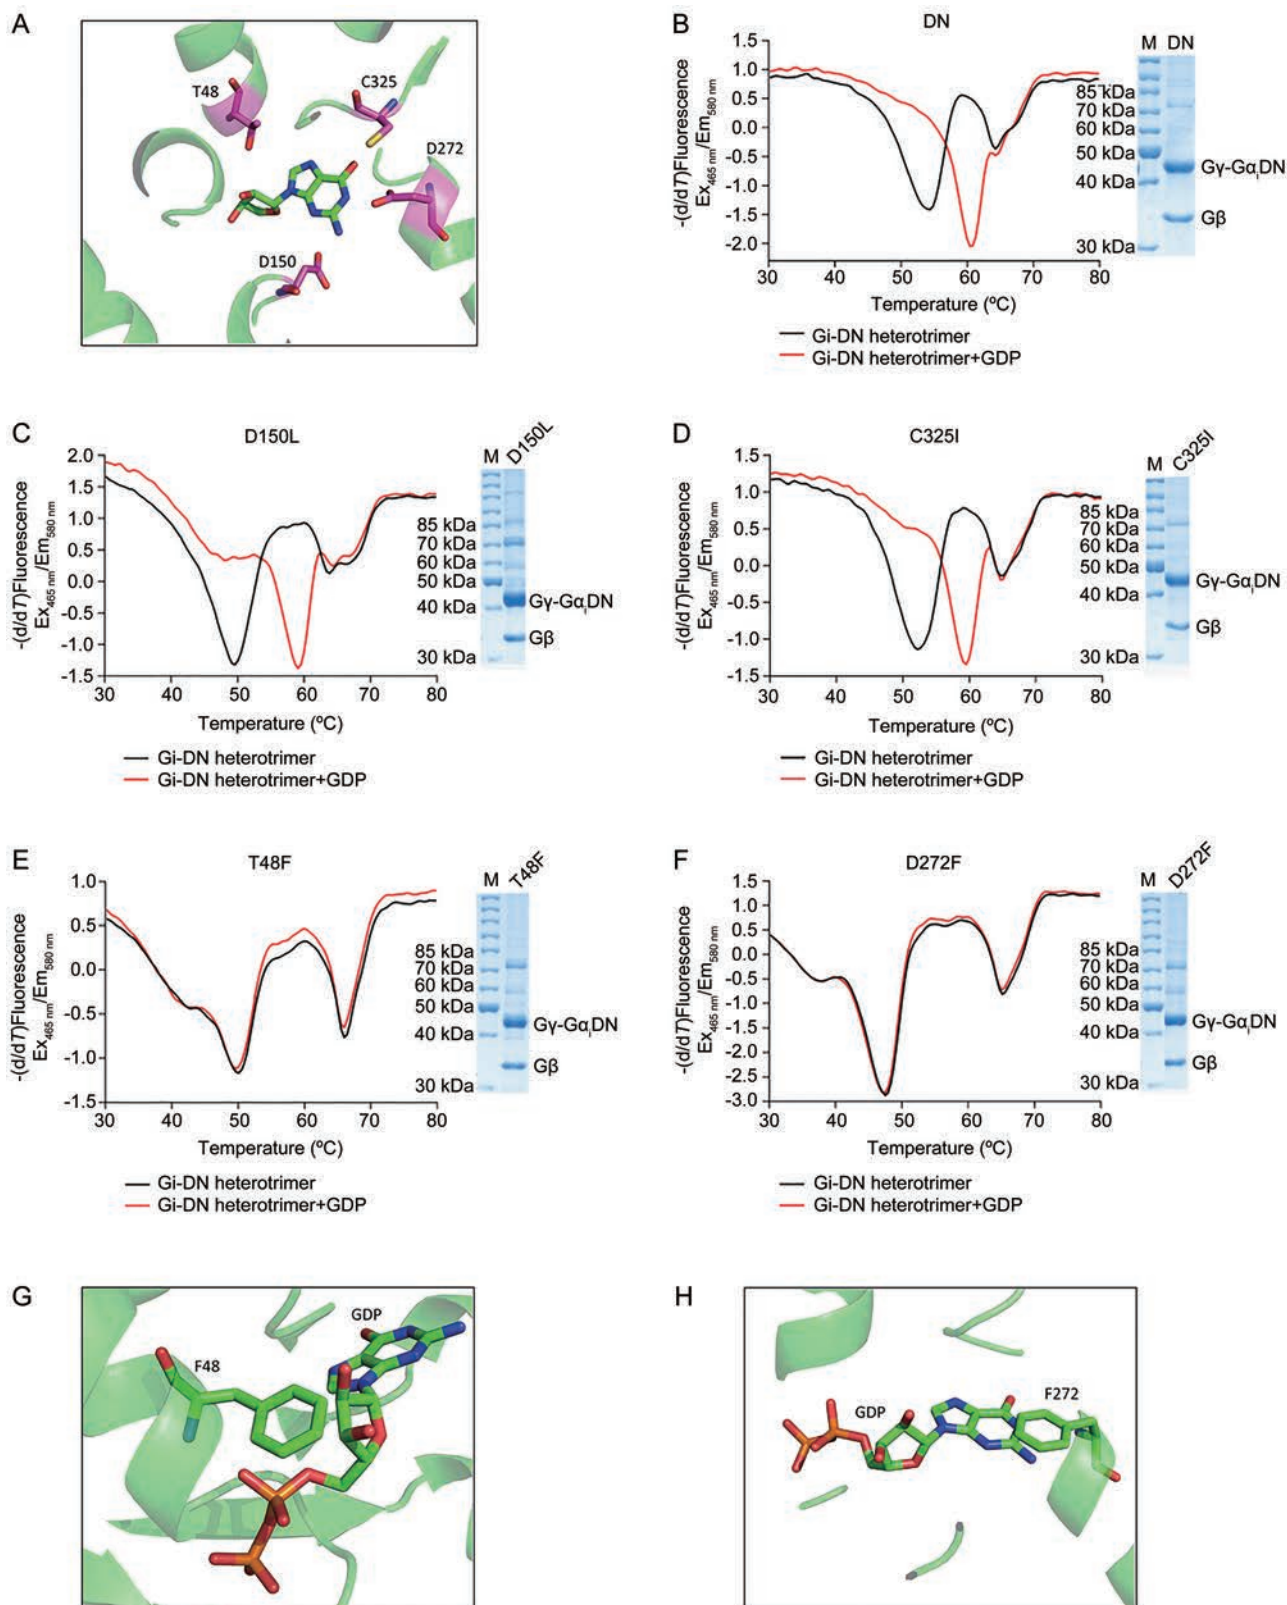 A
T48
C325
D272
D150
B
DN
1.5
1.0
0.5
0.0
-0.5
-1.0
-1.5
-2.0
-(d/dT)Fluorescence
Ex465 nm/Em580 nm
30 40 50 60 70 80
Temperature (ºC)
Gi-DN heterotrimer
Gi-DN heterotrimer+GDP
M DN
85 kDa
70 kDa
60 kDa
50 kDa
40 kDa
30 kDa
Gγ-GαiDN
Gβ
C
D150L
2.0
1.5
1.0
0.5
0.0
-0.5
-1.0
-1.5
-(d/dT)Fluorescence
Ex465 nm/Em580 nm
30 40 50 60 70 80
Temperature (ºC)
Gi-DN heterotrimer
Gi-DN heterotrimer+GDP
M D150L
85 kDa
70 kDa
60 kDa
50 kDa
40 kDa
30 kDa
Gγ-GαiDN
Gβ
D
C325I
1.5
1.0
0.5
0.0
-0.5
-1.0
-1.5
-(d/dT)Fluorescence
Ex465 nm/Em580 nm
30 40 50 60 70 80
Temperature (ºC)
Gi-DN heterotrimer
Gi-DN heterotrimer+GDP
M C325I
85 kDa
70 kDa
60 kDa
50 kDa
40 kDa
30 kDa
Gγ-GαiDN
Gβ
E
T48F
1.0
0.5
0.0
-0.5
-1.0
-1.5
-(d/dT)Fluorescence
Ex465 nm/Em580 nm
30 40 50 60 70 80
Temperature (ºC)
Gi-DN heterotrimer
Gi-DN heterotrimer+GDP
M T48F
85 kDa
70 kDa
60 kDa
50 kDa
40 kDa
30 kDa
Gγ-GαiDN
Gβ
F
D272F
1.5
1.0
0.5
0.0
-0.5
-1.0
-1.5
-2.0
-2.5
-3.0
-(d/dT)Fluorescence
Ex465 nm/Em580 nm
30 40 50 60 70 80
Temperature (ºC)
Gi-DN heterotrimer
Gi-DN heterotrimer+GDP
M D272F
85 kDa
70 kDa
60 kDa
50 kDa
40 kDa
30 kDa
Gγ-GαiDN
Gβ
G
GDP
F48
H
GDP
F272